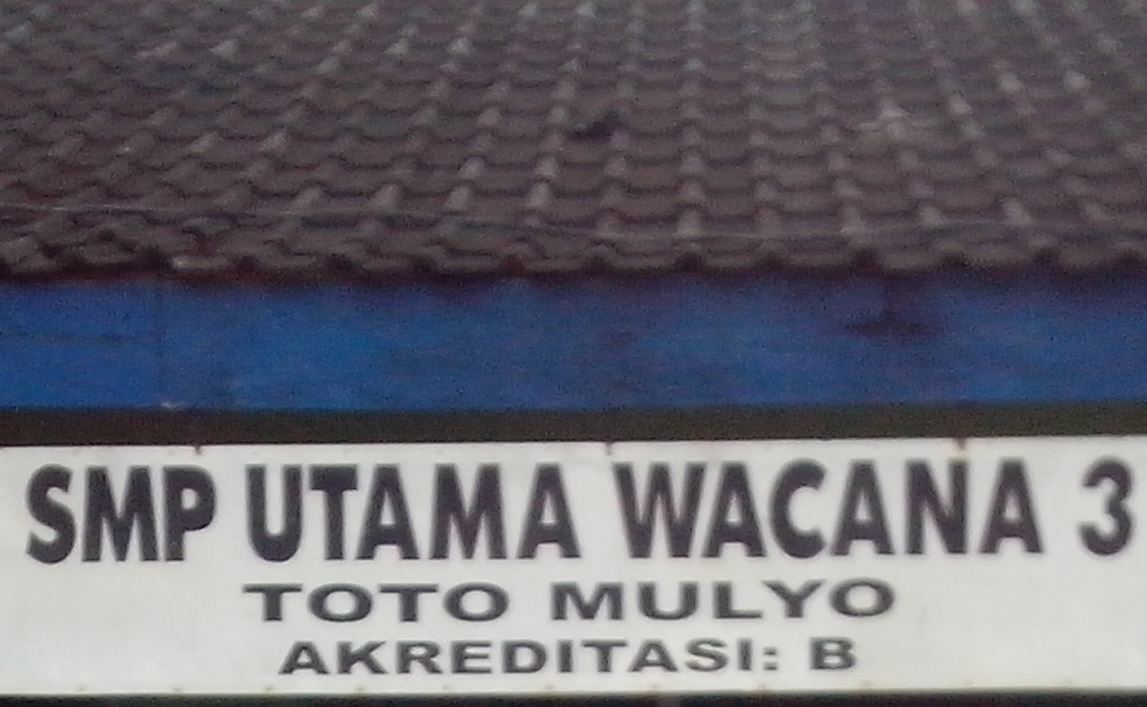 SMP UTAMA WACANA 3
TOTO MULYO
AKREDITASI: B